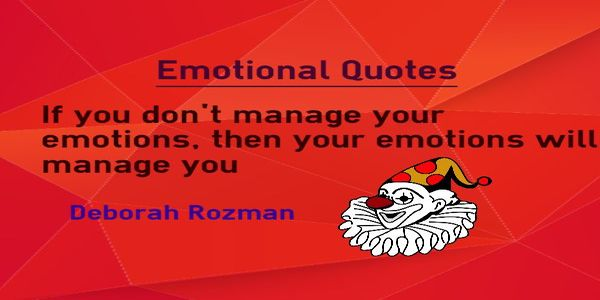 Emotional Quotes
If you don't manage your
emotions, then your emotions will
manage you
Deborah Rozman